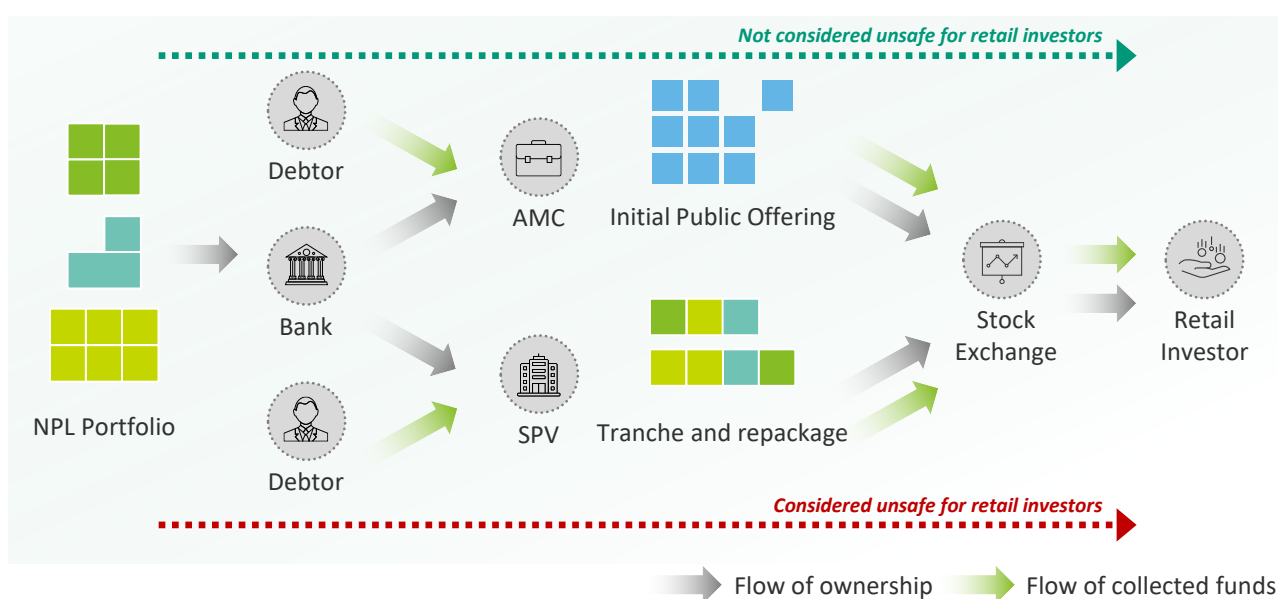 Not considered unsafe for retail investors
Debtor
AMC
Initial Public Offering
Bank
Stock
Exchange
Retail
Investor
NPL Portfolio
SPV
Tranche and repackage
Debtor
Considered unsafe for retail investors
Flow of ownership
Flow of collected funds